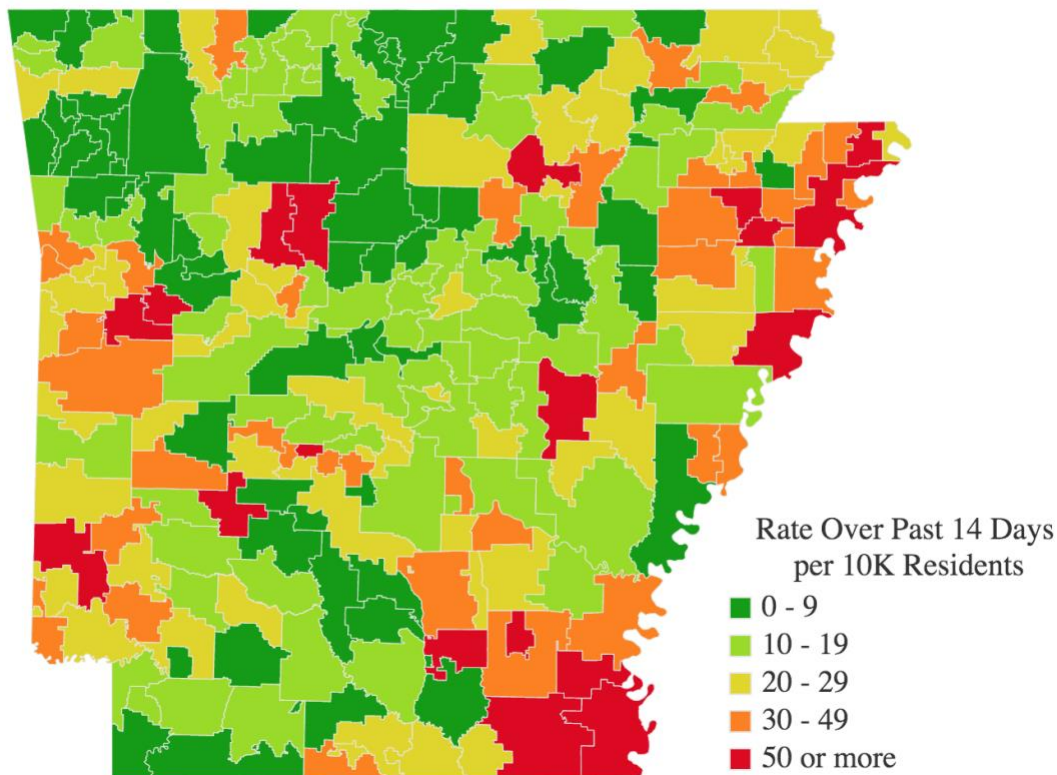 Rate Over Past 14 Days
per 10K Residents
0 - 9
10 - 19
20 - 29
30 - 49
50 or more